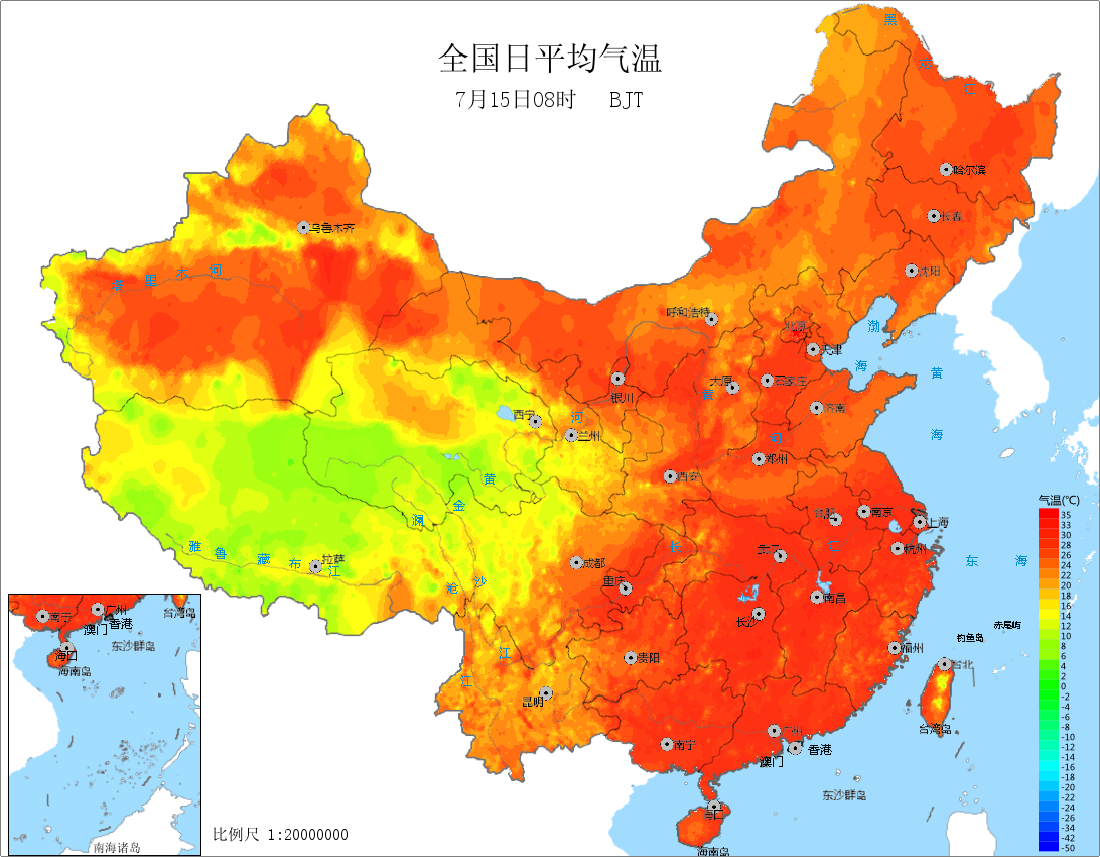 全国日平均气温
7月15日08时 BJT
黑
龙
江
哈尔滨
长春
沈阳
乌鲁木齐
塔 里 木 河
呼和浩特
北京
天津
渤
海
黄
海
银川
太原
石家庄
济南
黄
河
西宁
兰州
河
郑州
西安
黄
金
澜
雅 鲁 藏 布 江
拉萨
沧
沙
江
江
成都
重庆
长
江
合肥
南京
上海
杭州
武汉
南昌
长沙
东 海
贵阳
昆明
福州
钓鱼岛
赤尾屿
台北
台湾岛
南宁
广州
香港
澳门
东沙群岛
海口
海南岛
气温(℃)
35
33
30
28
26
24
22
20
18
16
14
12
10
8
6
4
2
0
-2
-4
-6
-8
-10
-12
-14
-16
-18
-20
-22
-24
-26
-34
-42
-50
南宁
广州
香港
澳门
台湾岛
东沙群岛
海口
海南岛
南海诸岛
比例尺 1:20000000